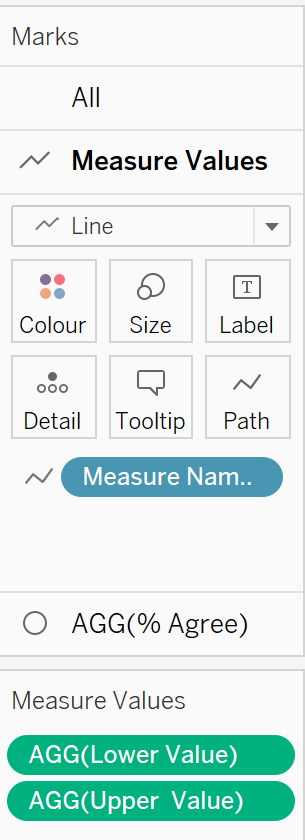 Marks
All
Measure Values
Line
Colour Size Label
Detail Tooltip Path
Measure Nam..
AGG(% Agree)
Measure Values
AGG(Lower Value)
AGG(Upper  Value)